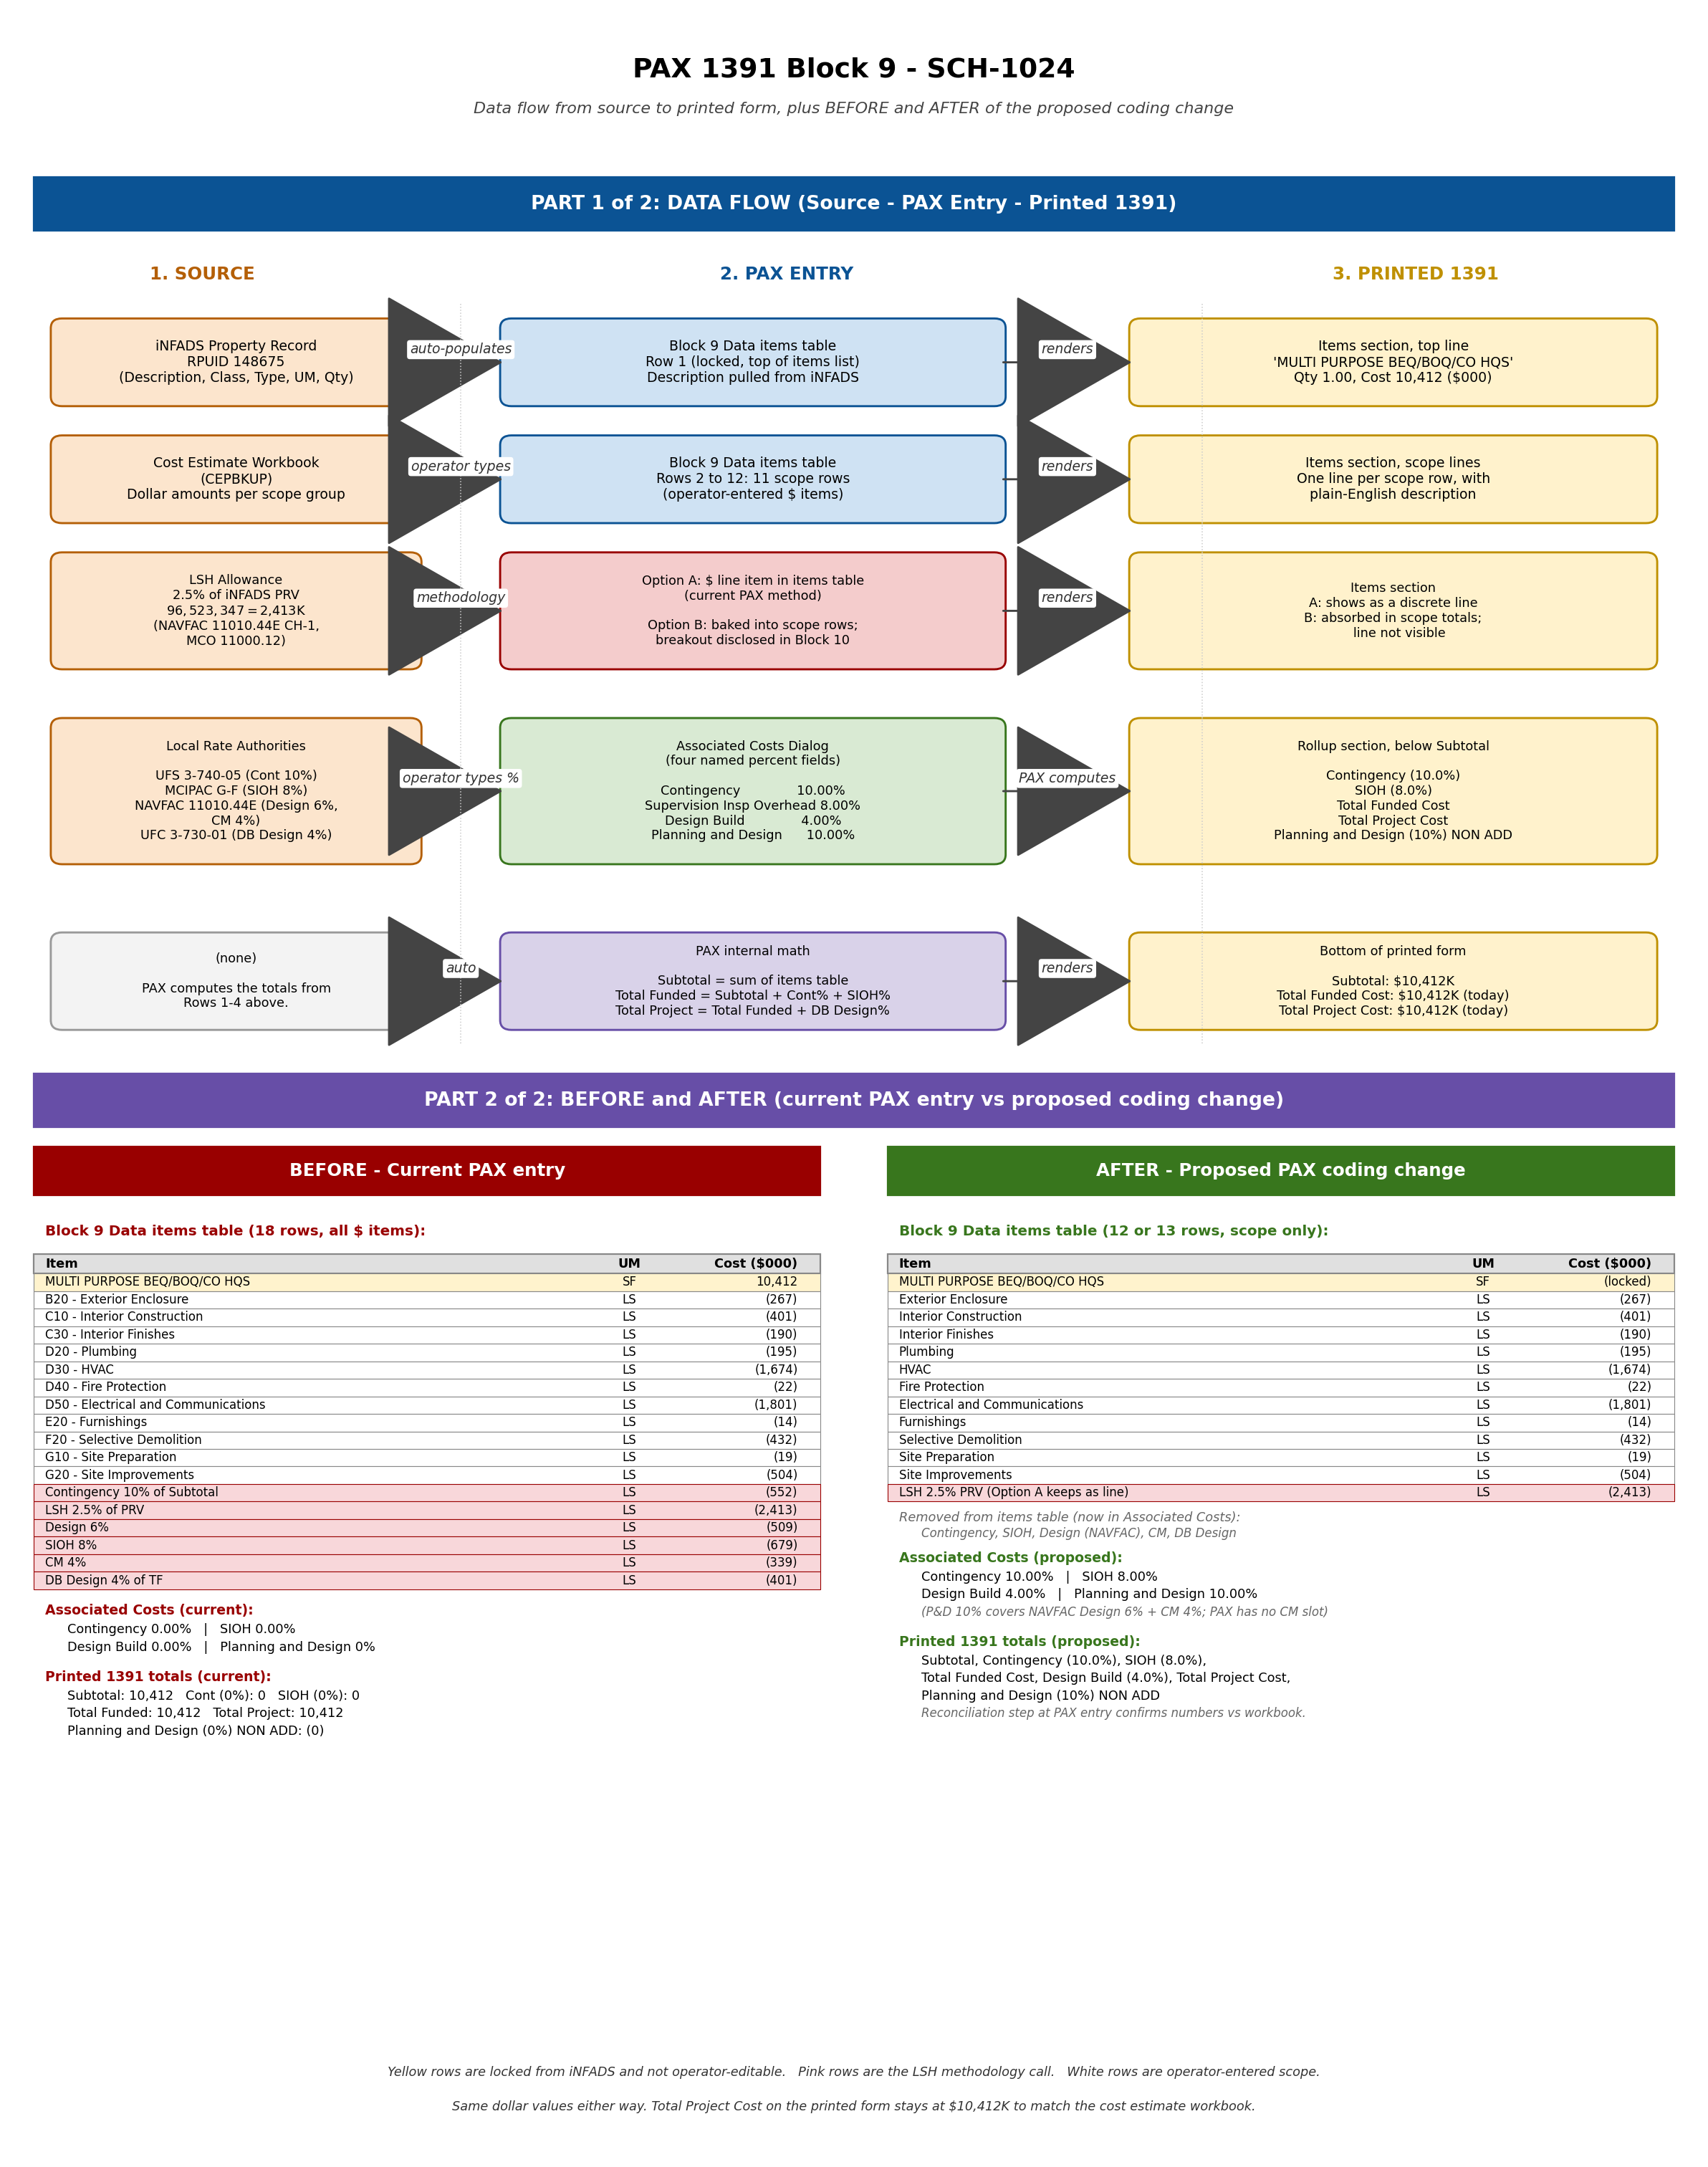 PAX 1391 Block 9 - SCH-1024
Data flow from source to printed form, plus BEFORE and AFTER of the proposed coding change
PART 1 of 2: DATA FLOW (Source - PAX Entry - Printed 1391)
1. SOURCE
2. PAX ENTRY
3. PRINTED 1391
iNFADS Property Record
RPUID 148675
(Description, Class, Type, UM, Qty)
auto-populates
Block 9 Data items table
Row 1 (locked, top of items list)
Description pulled from iNFADS
renders
Items section, top line
'MULTI PURPOSE BEQ/BOQ/CO HQS'
Qty 1.00, Cost 10,412 ($000)
Cost Estimate Workbook
(CEPBKUP)
Dollar amounts per scope group
operator types
Block 9 Data items table
Rows 2 to 12: 11 scope rows
(operator-entered $ items)
renders
Items section, scope lines
One line per scope row, with
plain-English description
LSH Allowance
2.5% of iNFADS PRV
96,523,347 = 2,413K
(NAVFAC 11010.44E CH-1,
MCO 11000.12)
methodology
Option A: $ line item in items table
(current PAX method)
Option B: baked into scope rows;
breakout disclosed in Block 10
renders
Items section
A: shows as a discrete line
B: absorbed in scope totals;
line not visible
Local Rate Authorities
UFS 3-740-05 (Cont 10%)
MCIPAC G-F (SIOH 8%)
NAVFAC 11010.44E (Design 6%,
CM 4%)
UFC 3-730-01 (DB Design 4%)
operator types %
Associated Costs Dialog
(four named percent fields)
Contingency 10.00%
Supervision Insp Overhead 8.00%
Design Build 4.00%
Planning and Design 10.00%
PAX computes
Rollup section, below Subtotal
Contingency (10.0%)
SIOH (8.0%)
Total Funded Cost
Total Project Cost
Planning and Design (10%) NON ADD
(none)
PAX computes the totals from
Rows 1-4 above.
auto
PAX internal math
Subtotal = sum of items table
Total Funded = Subtotal + Cont% + SIOH%
Total Project = Total Funded + DB Design%
renders
Bottom of printed form
Subtotal: $10,412K
Total Funded Cost: $10,412K (today)
Total Project Cost: $10,412K (today)
PART 2 of 2: BEFORE and AFTER (current PAX entry vs proposed coding change)
BEFORE - Current PAX entry
Block 9 Data items table (18 rows, all $ items):
Item UM Cost ($000)
MULTI PURPOSE BEQ/BOQ/CO HQS SF 10,412
B20 - Exterior Enclosure LS (267)
C10 - Interior Construction LS (401)
C30 - Interior Finishes LS (190)
D20 - Plumbing LS (195)
D30 - HVAC LS (1,674)
D40 - Fire Protection LS (22)
D50 - Electrical and Communications LS (1,801)
E20 - Furnishings LS (14)
F20 - Selective Demolition LS (432)
G10 - Site Preparation LS (19)
G20 - Site Improvements LS (504)
Contingency 10% of Subtotal LS (552)
LSH 2.5% of PRV LS (2,413)
Design 6% LS (509)
SIOH 8% LS (679)
CM 4% LS (339)
DB Design 4% of TF LS (401)
Associated Costs (current):
Contingency 0.00% | SIOH 0.00%
Design Build 0.00% | Planning and Design 0%
Printed 1391 totals (current):
Subtotal: 10,412 Cont (0%): 0 SIOH (0%): 0
Total Funded: 10,412 Total Project: 10,412
Planning and Design (0%) NON ADD: (0)
AFTER - Proposed PAX coding change
Block 9 Data items table (12 or 13 rows, scope only):
Item UM Cost ($000)
MULTI PURPOSE BEQ/BOQ/CO HQS SF (locked)
Exterior Enclosure LS (267)
Interior Construction LS (401)
Interior Finishes LS (190)
Plumbing LS (195)
HVAC LS (1,674)
Fire Protection LS (22)
Electrical and Communications LS (1,801)
Furnishings LS (14)
Selective Demolition LS (432)
Site Preparation LS (19)
Site Improvements LS (504)
LSH 2.5% PRV (Option A keeps as line) LS (2,413)
Removed from items table (now in Associated Costs):
Contingency, SIOH, Design (NAVFAC), CM, DB Design
Associated Costs (proposed):
Contingency 10.00% | SIOH 8.00%
Design Build 4.00% | Planning and Design 10.00%
(P&D 10% covers NAVFAC Design 6% + CM 4%; PAX has no CM slot)
Printed 1391 totals (proposed):
Subtotal, Contingency (10.0%), SIOH (8.0%),
Total Funded Cost, Design Build (4.0%), Total Project Cost,
Planning and Design (10%) NON ADD
Reconciliation step at PAX entry confirms numbers vs workbook.
Yellow rows are locked from iNFADS and not operator-editable. Pink rows are the LSH methodology call. White rows are operator-entered scope.
Same dollar values either way. Total Project Cost on the printed form stays at $10,412K to match the cost estimate workbook.